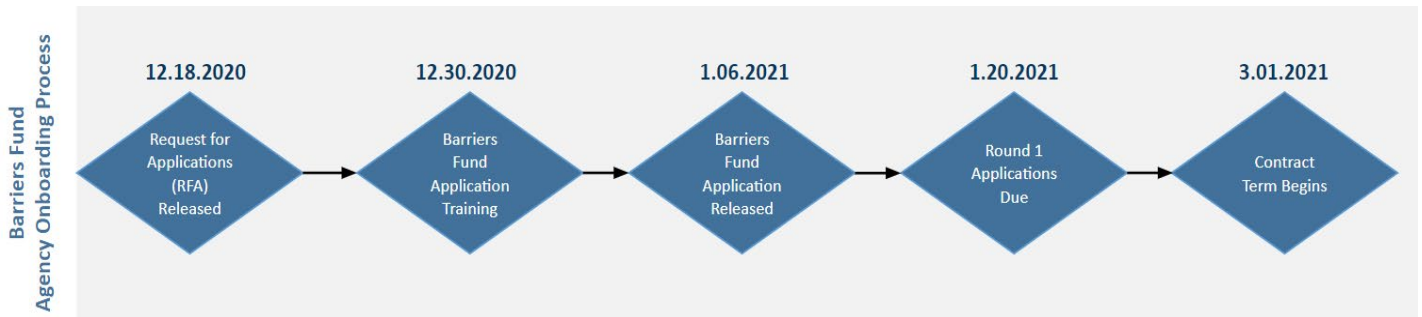 Barriers Fund
Agency Onboarding Process
12.18.2020
Request for
Applications
(RFA)
Released
12.30.2020
Barriers
Fund
Application
Training
1.06.2021
Barriers
Fund
Application
Released
1.20.2021
Round 1
Applications
Due
3.01.2021
Contract
Term Begins